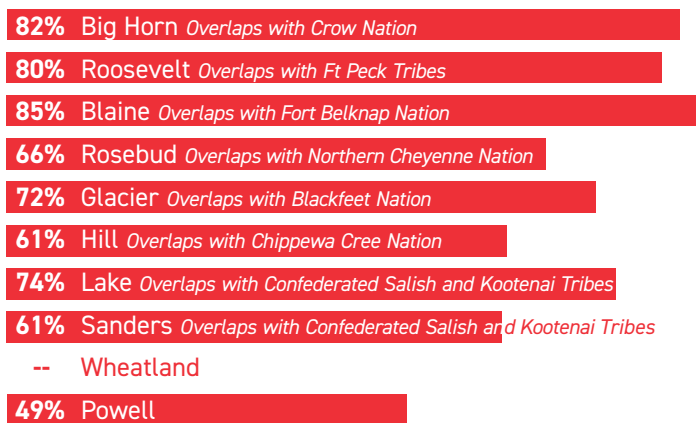 82% Big Horn Overlaps with Crow Nation
80% Roosevelt Overlaps with Ft Peck Tribes
85% Blaine Overlaps with Fort Belknap Nation
66% Rosebud Overlaps with Northern Cheyenne Nation
72% Glacier Overlaps with Blackfeet Nation
61% Hill Overlaps with Chippewa Cree Nation
74% Lake Overlaps with Confederated Salish and Kootenai Tribes
61% Sanders Overlaps with Confederated Salish and Kootenai Tribes
-- Wheatland
49% Powell